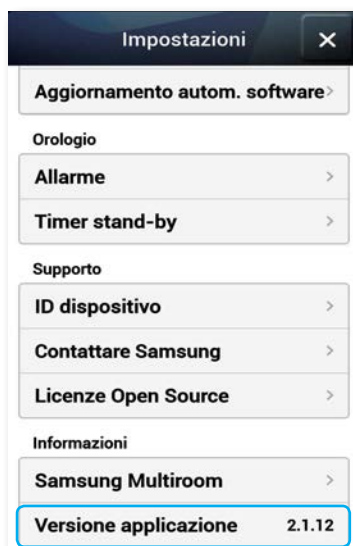 Impostazioni
Aggiornamento autom. software
Orologio
Allarme
Timer stand-by
Supporto
ID dispositivo
Contattare Samsung
Licenze Open Source
Informazioni
Samsung Multiroom
Versione applicazione 2.1.12